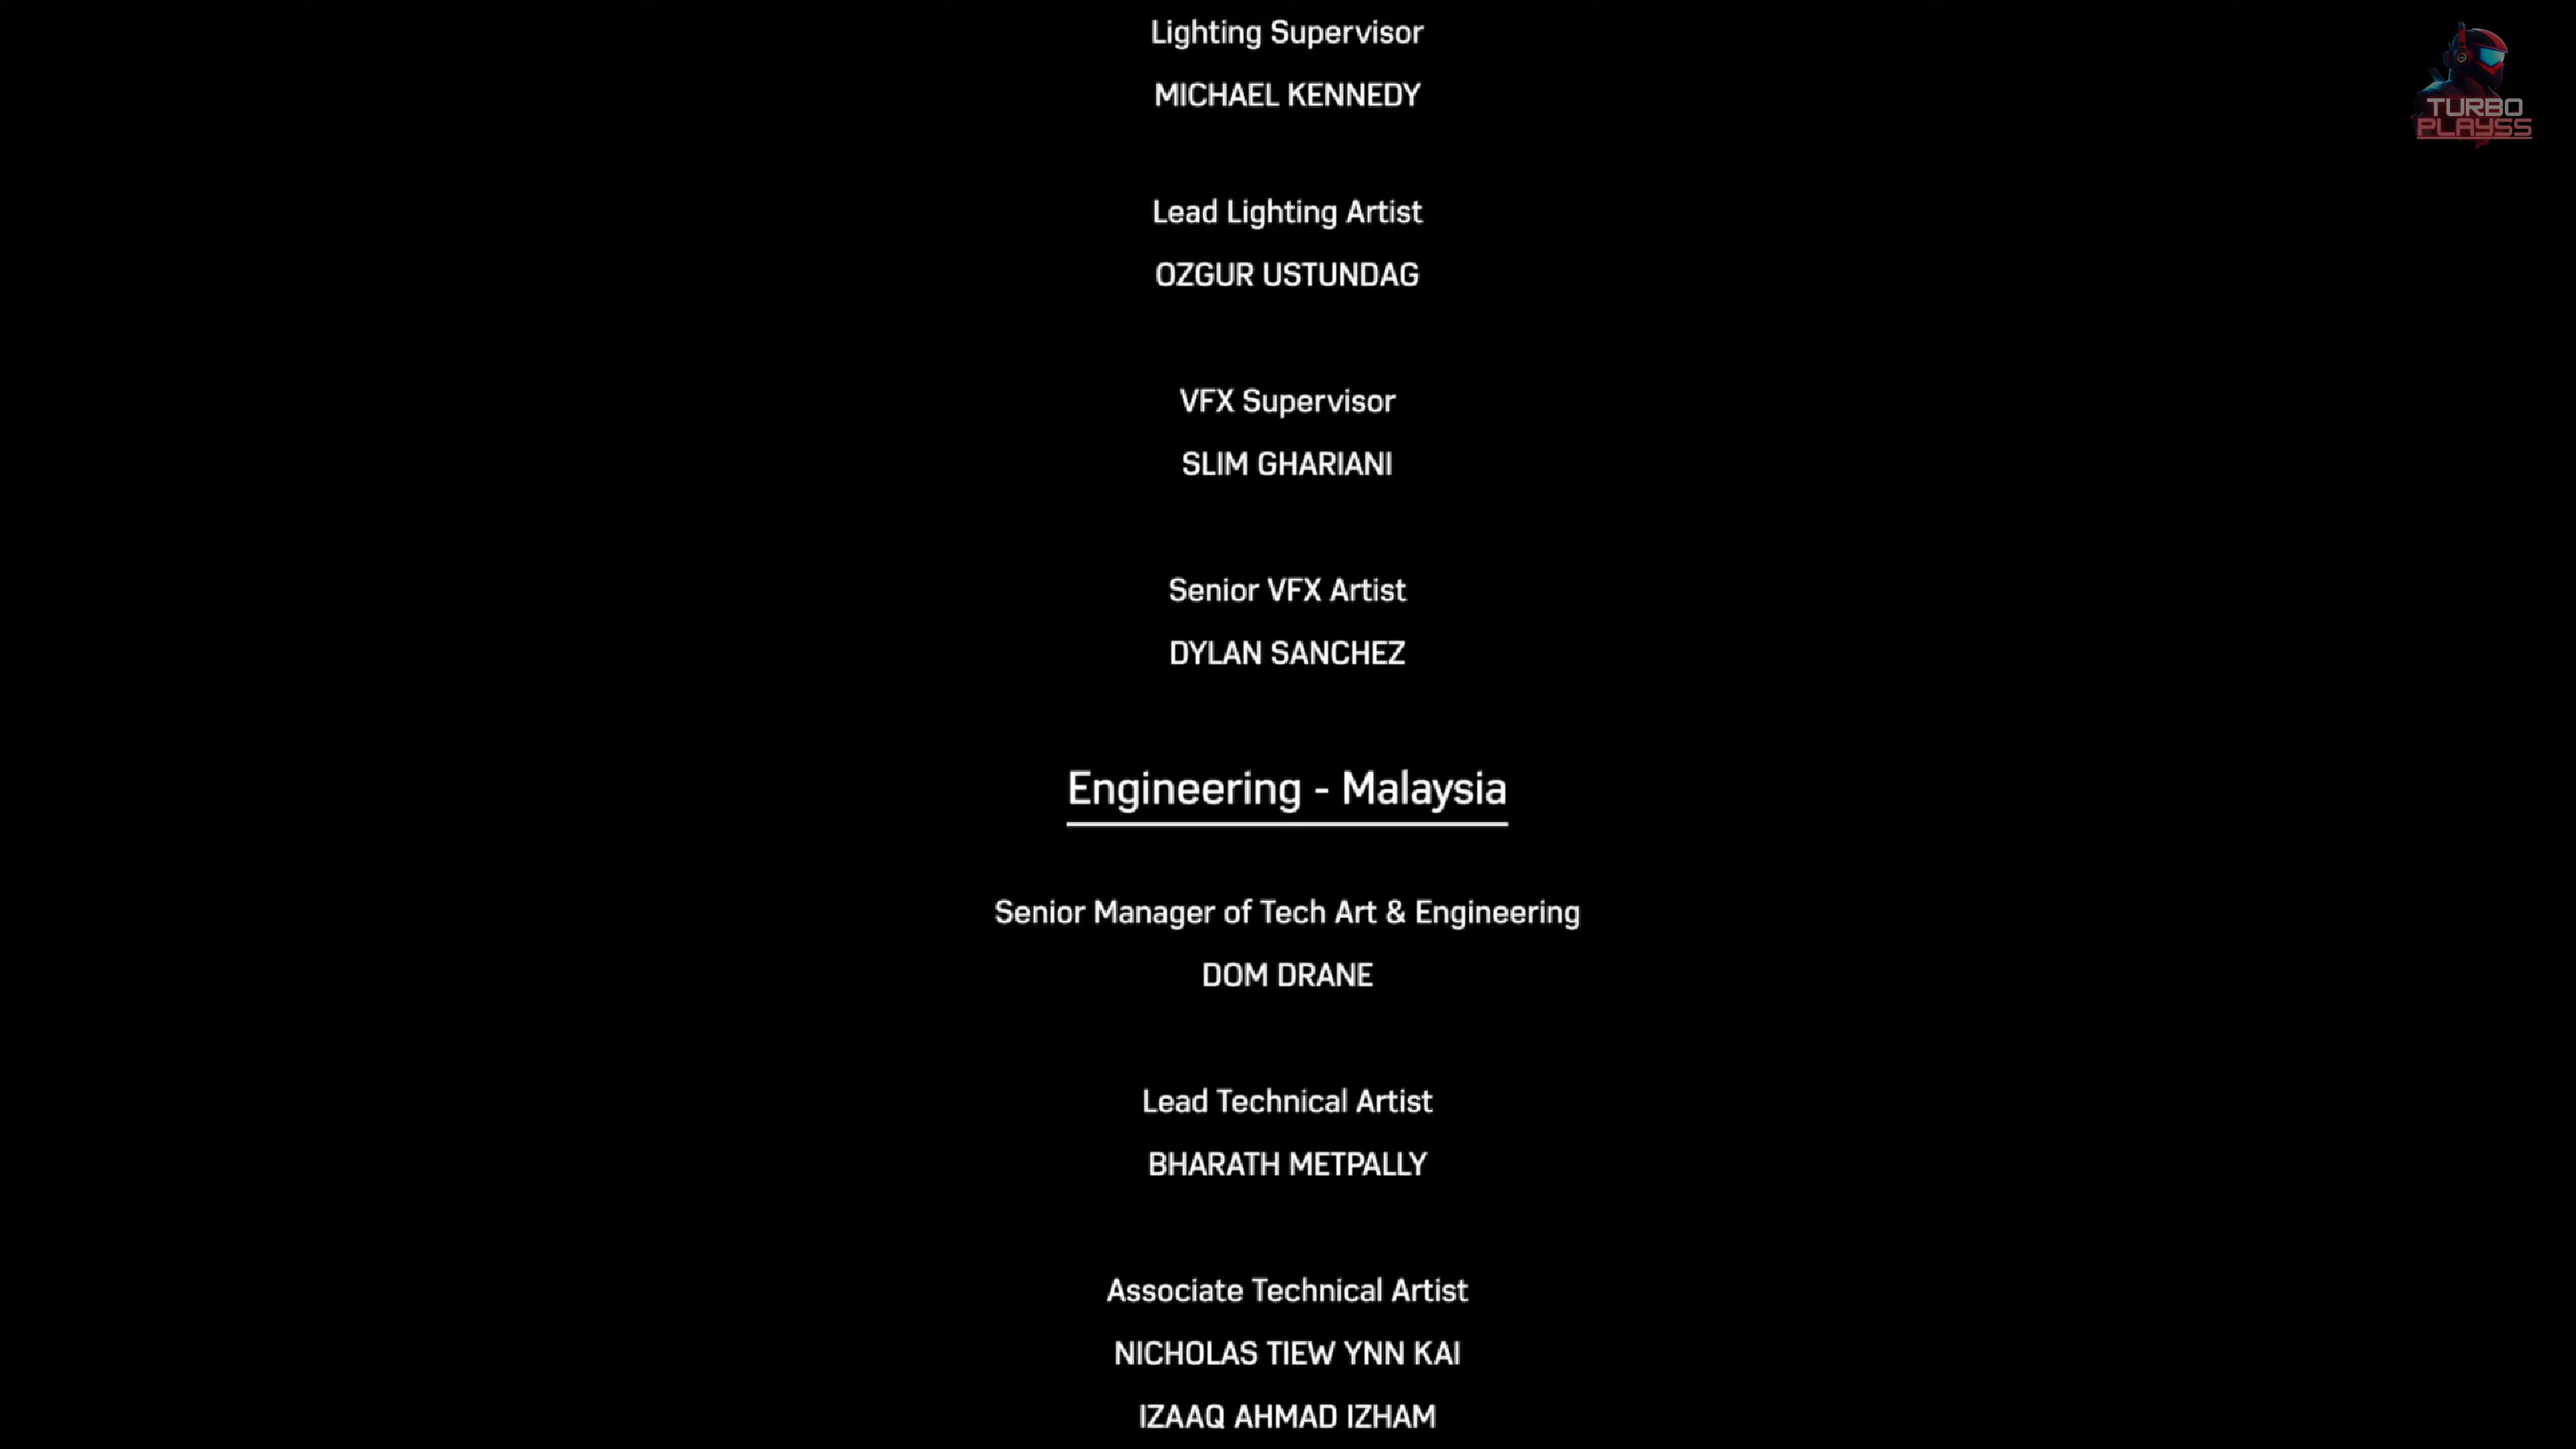 Lighting Supervisor
MICHAEL KENNEDY
Lead Lighting Artist
OZGUR USTUNDAG
VFX Supervisor
SLIM GHARIANI
Senior VFX Artist
DYLAN SANCHEZ
Engineering - Malaysia
Senior Manager of Tech Art & Engineering
DOM DRANE
Lead Technical Artist
BHARATH METPALLY
Associate Technical Artist
NICHOLAS TIEW YNN KAI
IZAAQ AHMAD IZHAM
TURBO
PLAYSS